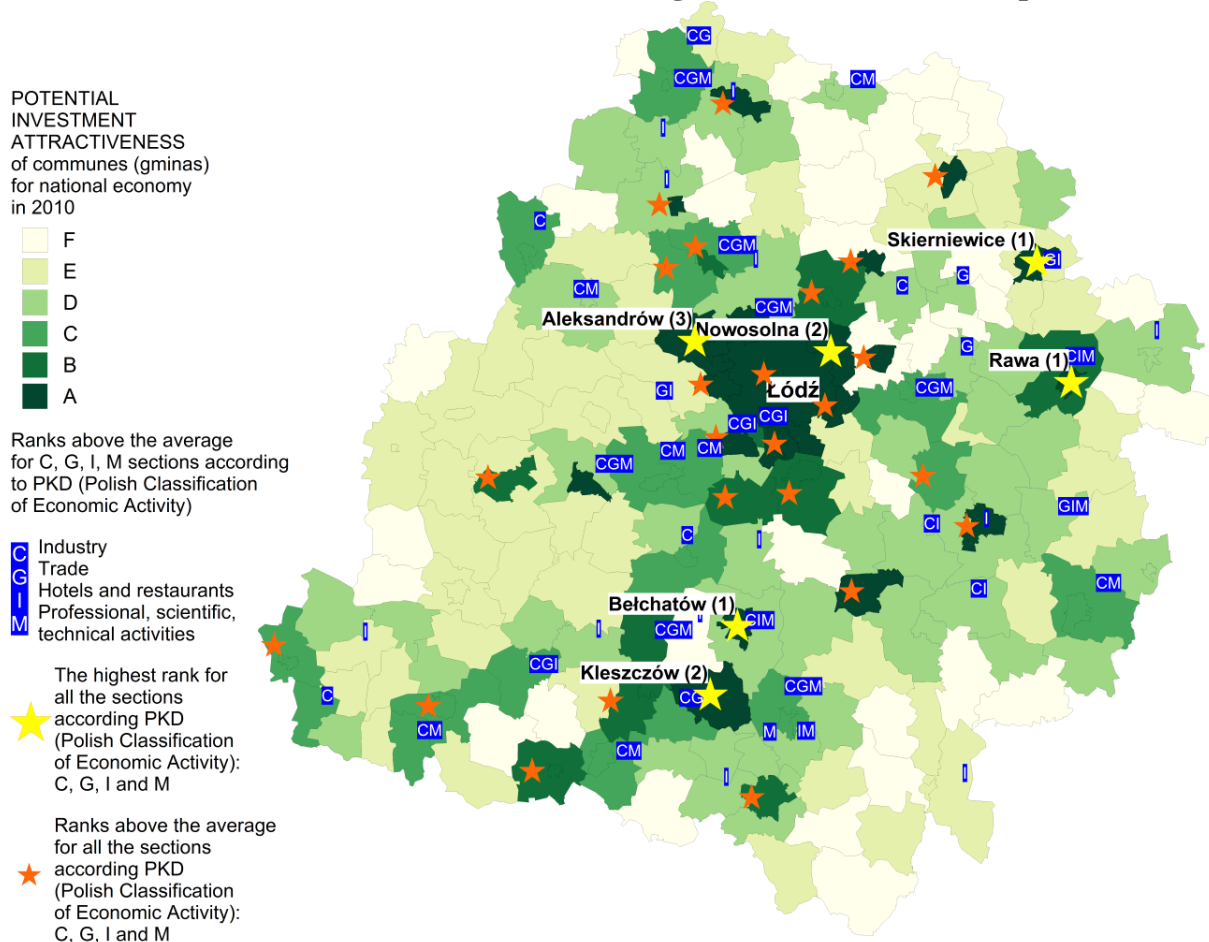 POTENTIAL
INVESTMENT
ATTRACTIVENESS
of communes (gminas)
for national economy
in 2010
F
E
D
C
B
A
Ranks above the average
for C, G, I, M sections according
to PKD (Polish Classification
of Economic Activity)
C Industry
G Trade
I Hotels and restaurants
M Professional, scientific,
technical activities
The highest rank for
all the sections
according PKD
(Polish Classification
of Economic Activity):
C, G, I and M
Ranks above the average
for all the sections
according PKD
(Polish Classification
of Economic Activity):
C, G, I and M
CG
CGM
I
CM
I
I
C
CGM
I
Skierniewice (1)
GI
G
C
CM
CGM
Aleksandrów (3)
Nowosolna (2)
I
G
Rawa (1)
CIM
GI
Łódź
CGM
CGI
CGI
CM
CM
CGM
GIM
I
CI
C
I
CM
CI
Bełchatów (1)
I
CIM
CGM
I
I
CGI
Kleszczów (2)
CG
CGM
C
CM
M
IM
CM
I
I